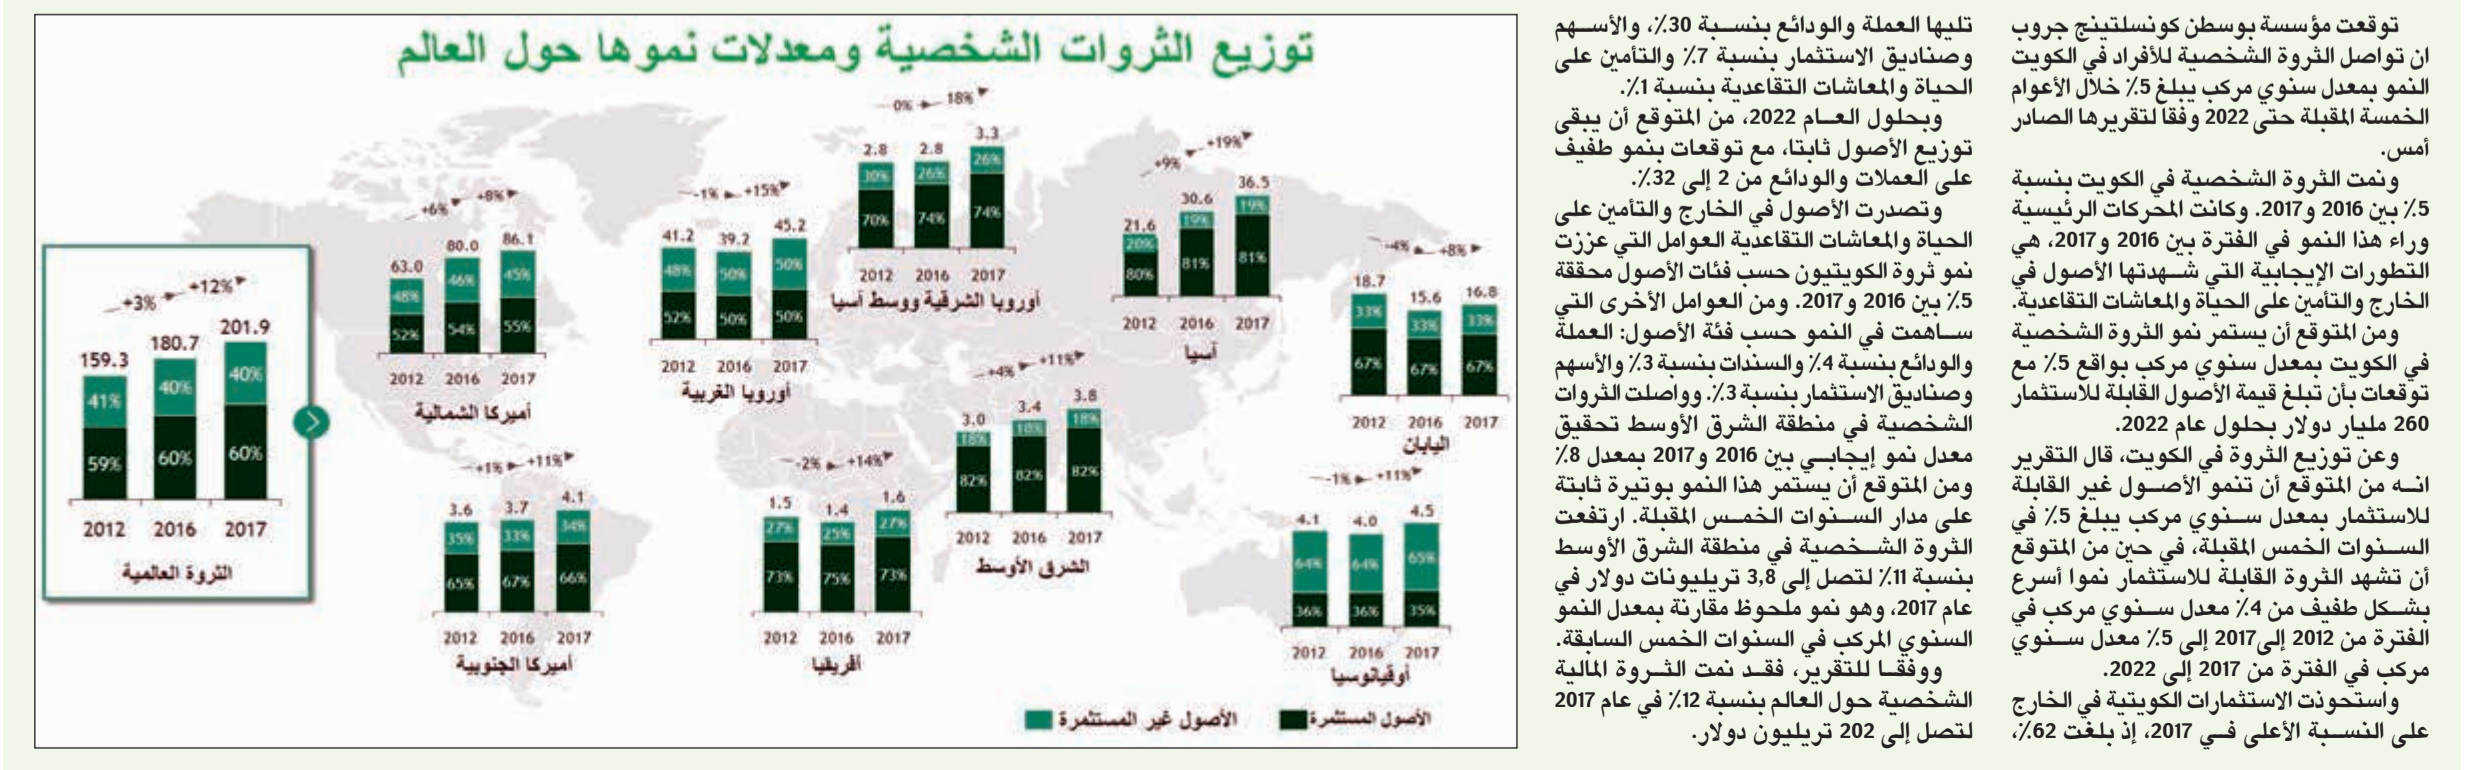 توقعت مؤسسة بوسطن كونسلتينج جروب
ان تواصل الثروة الشخصية للأفراد في الكويت
النمو بمعدل سنوي مركب يبلغ 5٪ خلال الأعوام
الخمسة المقبلة حتى 2022 وفقا لتقريرها الصادر
أمس.
ونمت الثروة الشخصية في الكويت بنسبة
5٪ بين 2016 و2017. وكانت المحركات الرئيسية
وراء هذا النمو في الفترة بين 2016 و2017، هي
التطورات الإيجابية التي شهدتها الأصول في
الخارج والتأمين على الحياة والمعاشات التقاعدية.
ومن المتوقع أن يستمر نمو الثروة الشخصية
في الكويت بمعدل سنوي مركب بواقع 5٪ مع
توقعات بأن تبلغ قيمة الأصول القابلة للاستثمار
260 مليار دولار بحلول عام 2022.
وعن توزيع الثروة في الكويت، قال التقرير
انه من المتوقع أن تنمو الأصول غير القابلة
للاستثمار بمعدل سنوي مركب يبلغ 5٪ في
السنوات الخمس المقبلة، في حين من المتوقع
أن تشهد الثروة القابلة للاستثمار نموا أسرع
بشكل طفيف من 4٪ معدل سنوي مركب في
الفترة من 2012 إلى2017 إلى 5٪ معدل سنوي
مركب في الفترة من 2017 إلى 2022.
واستحوذت الاستثمارات الكويتية في الخارج
على النسبة الأعلى في 2017، إذ بلغت 62٪،
تليها العملة والودائع بنسبة 30٪، والأسهم
وصناديق الاستثمار بنسبة 7٪ والتأمين على
الحياة والمعاشات التقاعدية بنسبة 1٪.
وبحلول العام 2022، من المتوقع أن يبقى
توزيع الأصول ثابتا، مع توقعات بنمو طفيف
على العملات والودائع من 2 إلى 32٪.
وتصدرت الأصول في الخارج والتأمين على
الحياة والمعاشات التقاعدية العوامل التي عززت
نمو ثروة الكويتيون حسب فئات الأصول محققة
5٪ بين 2016 و2017. ومن العوامل الأخرى التي
ساهمت في النمو حسب فئة الأصول: العملة
والودائع بنسبة 4٪ والسندات بنسبة 3٪ والأسهم
وصناديق الاستثمار بنسبة 3٪. وواصلت الثروات
الشخصية في منطقة الشرق الأوسط تحقيق
معدل نمو إيجابي بين 2016 و2017 بمعدل 8٪
ومن المتوقع أن يستمر هذا النمو بوتيرة ثابتة
على مدار السنوات الخمس المقبلة. ارتفعت
الثروة الشخصية في منطقة الشرق الأوسط
بنسبة 11٪ لتصل إلى 3,8 تريليونات دولار في
عام 2017، وهو نمو ملحوظ مقارنة بمعدل النمو
السنوي المركب في السنوات الخمس السابقة.
ووفقا للتقرير، فقد نمت الثروة المالية
الشخصية حول العالم بنسبة 12٪ في عام 2017
لتصل إلى 202 تريليون دولار.
توزيع الثروات الشخصية ومعدلات نموها حول العالم
+3% +12%
159.3 180.7 201.9
41% 40% 40%
59% 60% 60%
2012 2016 2017
الثروة العالمية
+6% +8%
63.0 80.0 86.1
48% 46% 45%
52% 54% 55%
2012 2016 2017
أميركا الشمالية
-1% +15%
41.2 39.2 45.2
48% 50% 50%
52% 50% 50%
2012 2016 2017
أوروبا الغربية
0% 18%
2.8 2.8 3.3
30% 26% 26%
70% 74% 74%
2012 2016 2017
أوروبا الشرقية ووسط آسيا
+9% +19%
21.6 30.6 36.5
20% 19% 19%
80% 81% 81%
2012 2016 2017
آسيا
-4% +8%
18.7 15.6 16.8
33% 33% 33%
67% 67% 67%
2012 2016 2017
اليابان
+1% +11%
3.6 3.7 4.1
35% 33% 34%
65% 67% 66%
2012 2016 2017
أميركا الجنوبية
-2% +14%
1.5 1.4 1.6
27% 25% 27%
73% 75% 73%
2012 2016 2017
أفريقيا
+4% +11%
3.0 3.4 3.8
18% 18% 18%
82% 82% 82%
2012 2016 2017
الشرق الأوسط
-1% +11%
4.1 4.0 4.5
64% 64% 65%
36% 36% 35%
2012 2016 2017
أوقيانوسيا
الأصول المستثمرة
الأصول غير المستثمرة